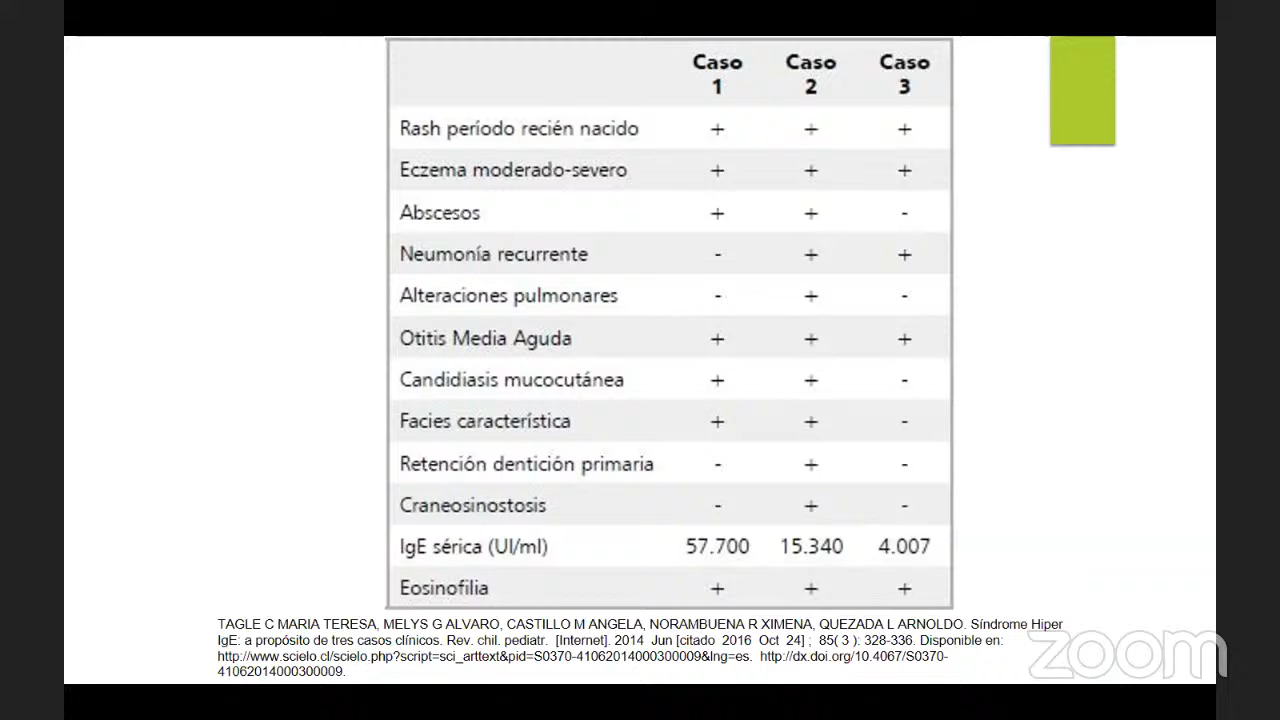 Caso Caso Caso
1 2 3
Rash período recién nacido + + +
Eczema moderado-severo + + +
Abscesos + + -
Neumonía recurrente - + +
Alteraciones pulmonares - + -
Otitis Media Aguda + + +
Candidiasis mucocutánea + + -
Facies característica + + -
Retención dentición primaria - + -
Craneosinostosis - + -
IgE sérica (UI/ml) 57.700 15.340 4.007
Eosinofilia + + +
TAGLE C MARIA TERESA, MELYS G ALVARO, CASTILLO M ANGELA, NORAMBUENA R XIMENA, QUEZADA L ARNOLDO. Síndrome Hiper
IgE: a propósito de tres casos clínicos. Rev. chil. pediatr. [Internet]. 2014 Jun [citado 2016 Oct 24] ; 85( 3 ): 328-336. Disponible en:
http://www.scielo.cl/scielo.php?script=sci_arttext&pid=S0370-41062014000300009&lng=es. http://dx.doi.org/10.4067/S0370-
41062014000300009.
zoom